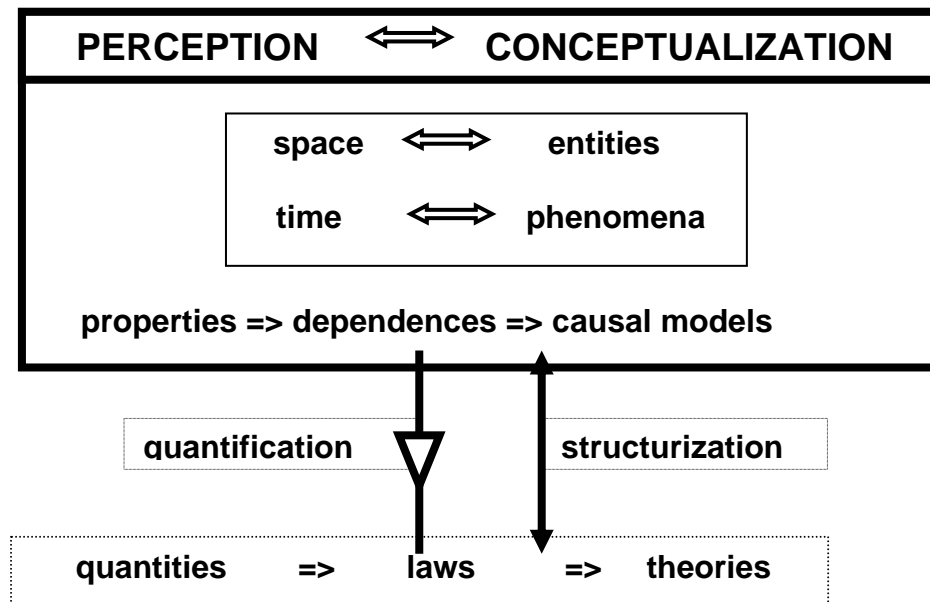 PERCEPTION CONCEPTUALIZATION
space entities
time phenomena
properties => dependences => causal models
quantification structurization
quantities => laws => theories